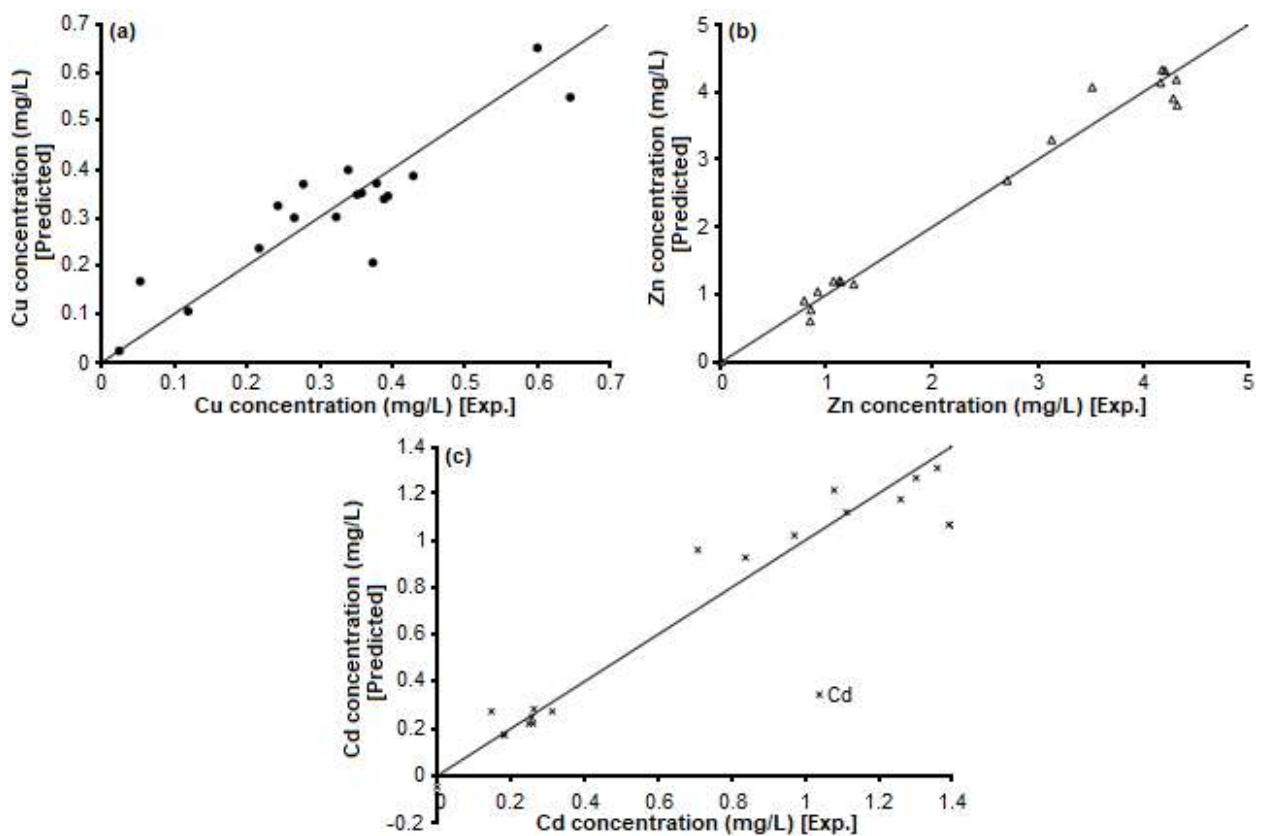 (a)
Cu concentration (mg/L)
[Predicted]
0.7
0.6
0.5
0.4
0.3
0.2
0.1
0
0 0.1 0.2 0.3 0.4 0.5 0.6 0.7
Cu concentration (mg/L) [Exp.]
(b)
Zn concentration (mg/L)
[Predicted]
5
4
3
2
1
0
0 1 2 3 4 5
Zn concentration (mg/L) [Exp.]
(c)
Cd concentration (mg/L)
[Predicted]
1.4
1.2
1
0.8
0.6
0.4
0.2
0
-0.2
0 0.2 0.4 0.6 0.8 1 1.2 1.4
Cd concentration (mg/L) [Exp.]
Cd